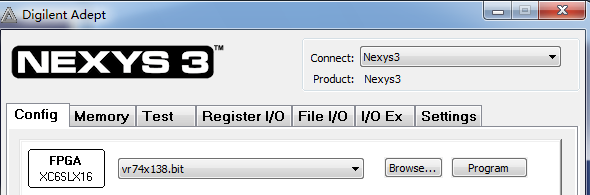 Digilent Adept
NEXYS 3™
Connect: Nexys3
Product: Nexys3
Config Memory Test Register I/O File I/O I/O Ex Settings
FPGA
XC6SLX16
vr74x138.bit Browse... Program